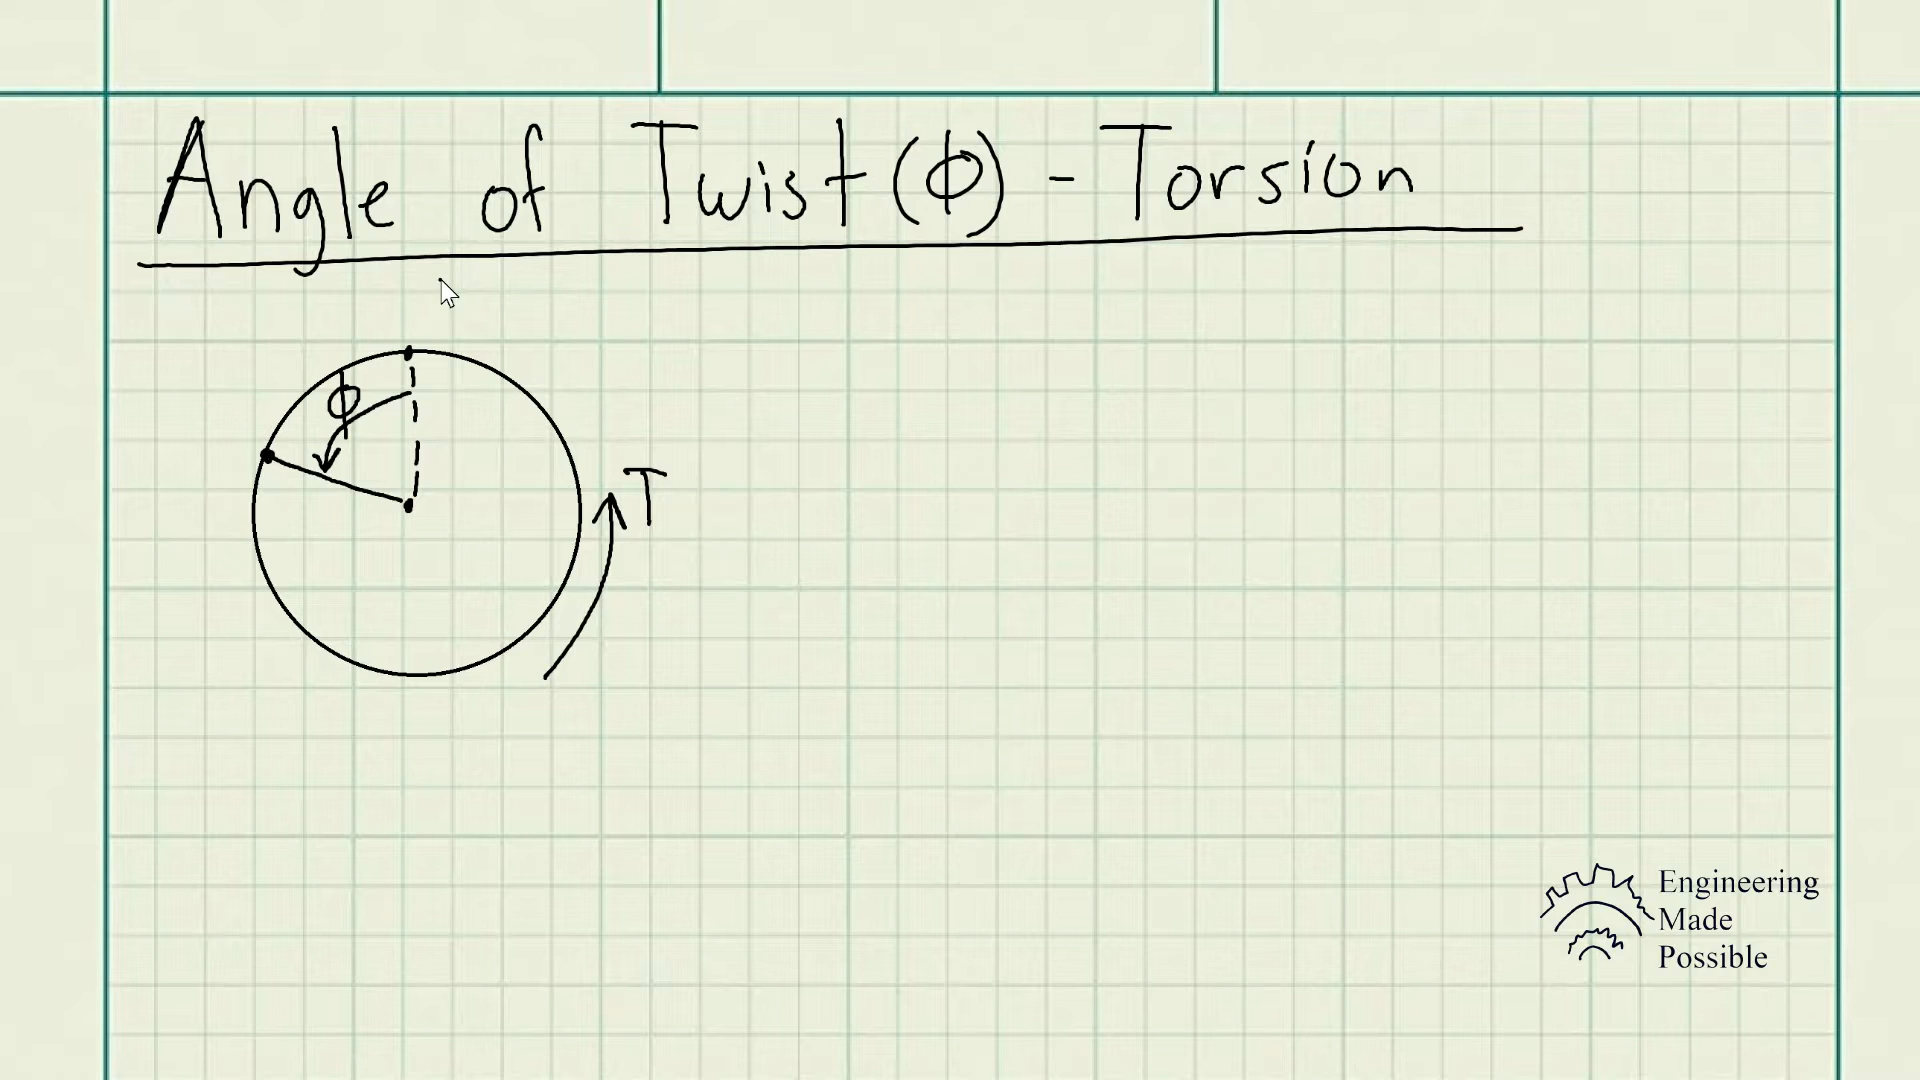 Angle of Twist (ϕ) - Torsion
ϕ
T
Engineering
Made
Possible